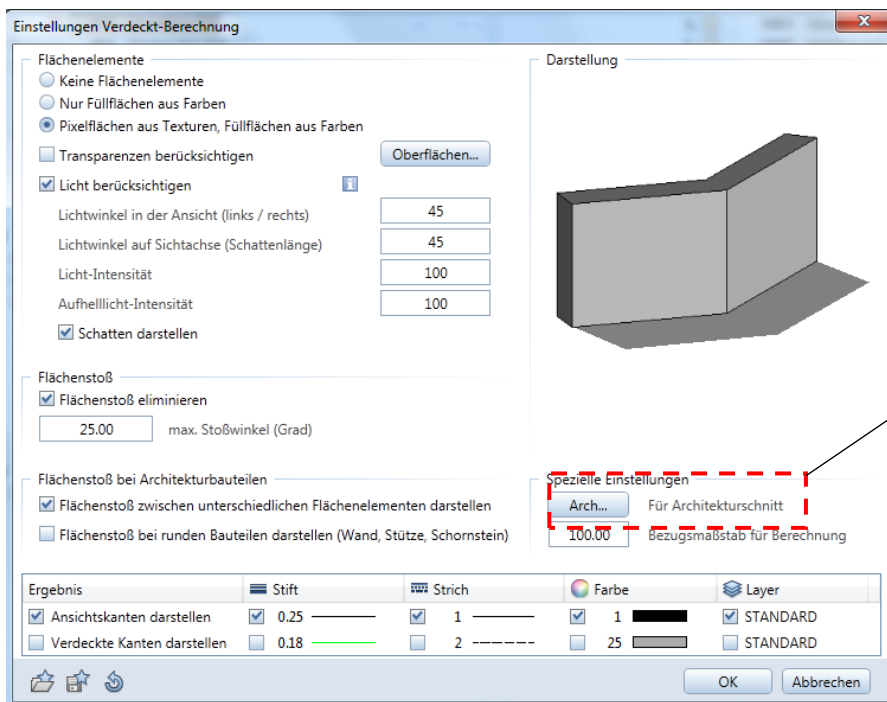 Einstellungen Verdeckt-Berechnung
Flächenelemente
Keine Flächenelemente
Nur Füllflächen aus Farben
Pixelflächen aus Texturen, Füllflächen aus Farben
Transparenzen berücksichtigen
Oberflächen...
Licht berücksichtigen
Lichtwinkel in der Ansicht (links / rechts) 45
Lichtwinkel auf Sichtachse (Schattenlänge) 45
Licht-Intensität 100
Aufhelllicht-Intensität 100
Schatten darstellen
Flächenstoß
Flächenstoß eliminieren
25.00 max. Stoßwinkel (Grad)
Flächenstoß bei Architekturbauteilen
Flächenstoß zwischen unterschiedlichen Flächenelementen darstellen
Flächenstoß bei runden Bauteilen darstellen (Wand, Stütze, Schornstein)
Darstellung
Spezielle Einstellungen
Arch... Für Architekturschnitt
100.00 Bezugsmaßstab für Berechnung
Ergebnis Stift Strich Farbe Layer
Ansichtskanten darstellen 0.25 1 1 STANDARD
Verdeckte Kanten darstellen 0.18 2 25 STANDARD
OK Abbrechen